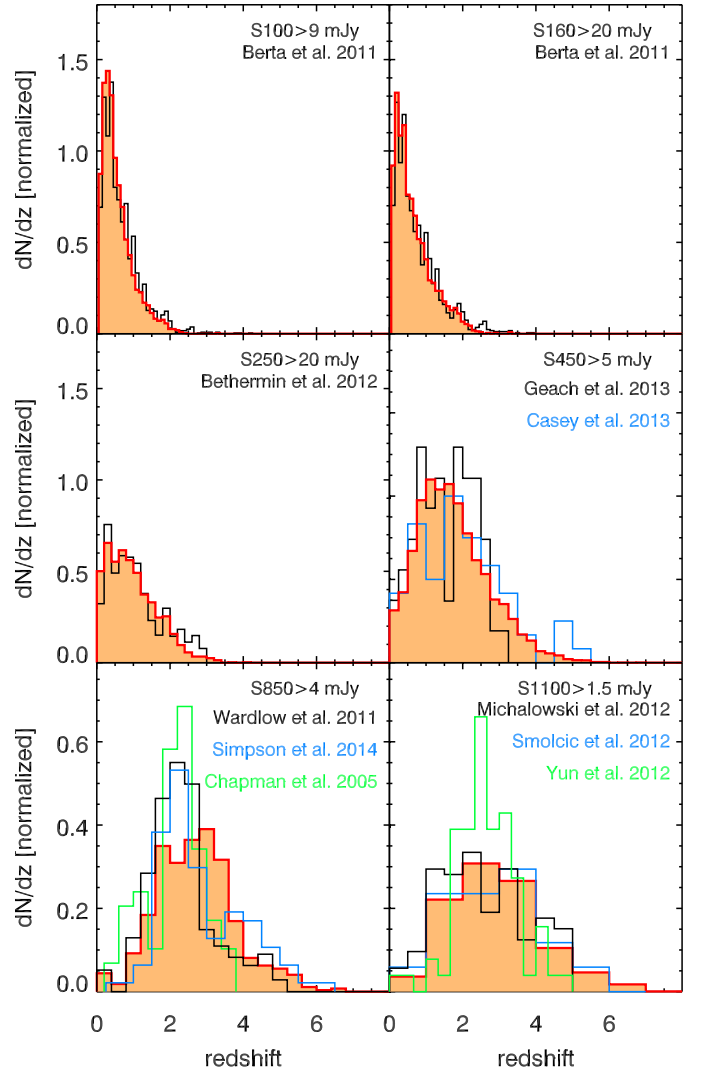 S100>9 mJy
Berta et al. 2011
S160>20 mJy
Berta et al. 2011
dN/dz [normalized]
1.5
1.0
0.5
0.0
S250>20 mJy
Bethermin et al. 2012
S450>5 mJy
Geach et al. 2013
Casey et al. 2013
dN/dz [normalized]
1.5
1.0
0.5
0.0
S850>4 mJy
Wardlow et al. 2011
Simpson et al. 2014
Chapman et al. 2005
S1100>1.5 mJy
Michalowski et al. 2012
Smolcic et al. 2012
Yun et al. 2012
dN/dz [normalized]
0.6
0.4
0.2
0.0
0 2 4 6
0 2 4 6
redshift
redshift